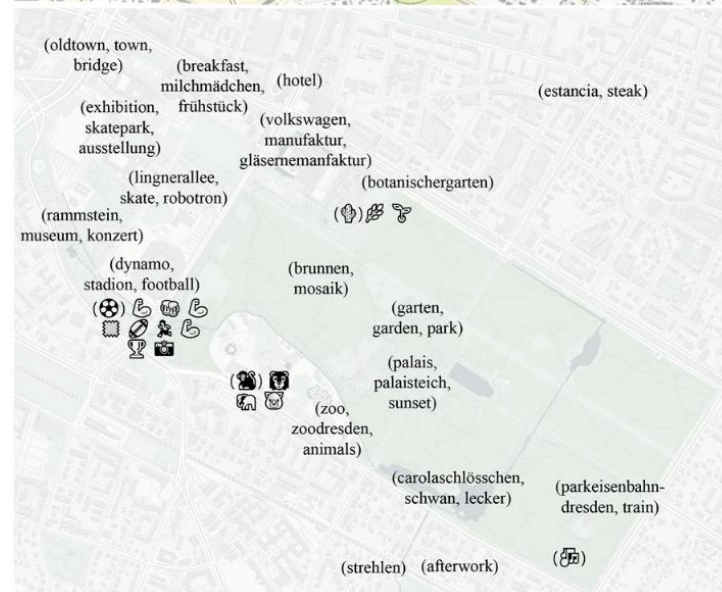 (oldtown, town,
bridge)
(breakfast,
milchmädchen,
frühstück)
(hotel)
(estancia, steak)
(exhibition,
skatepark,
ausstellung)
(volkswagen,
manufaktur,
gläsernemanfaktur)
(lingnerallee,
skate, robotron)
(botanischergarten)
(rammstein,
museum, konzert)
(dynamo,
stadion, football)
(brunnen,
mosaik)
(garten,
garden, park)
(palais,
palaisteich,
sunset)
(zoo,
zoodresden,
animals)
(carolaschlösschen,
schwan, lecker)
(parkeisenbahn-
dresden, train)
(strehlen)
(afterwork)